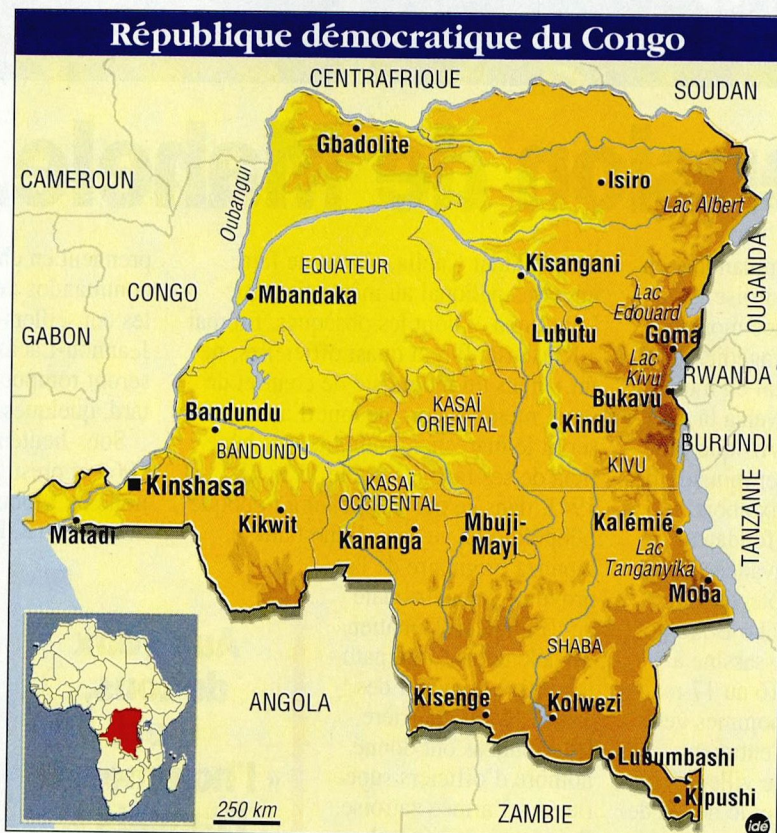 République démocratique du Congo
CENTRAFRIQUE
SOUDAN
Gbadolite
CAMEROUN
Isiro
Oubangui
Lac Albert
Kisangani
EQUATEUR
OUGANDA
CONGO
Mbandaka
Lac
Edouard
GABON
Lubutu
Goma
Lac
Kivu
RWANDA
Bukavu
KASAÏ
ORIENTAL
Bandundu
Kindu
BANDUNDU
BURUNDI
KIVU
Kinshasa
KASAÏ
OCCIDENTAL
TANZANIE
Matadi
Kikwit
Kananga
Mbuji-
Mayi
Kalémié
Lac
Tanganyika
Moba
SHABA
ANGOLA
Kisenge
Kolwezi
Lubumbashi
Kipushi
250 km
ZAMBIE
idé